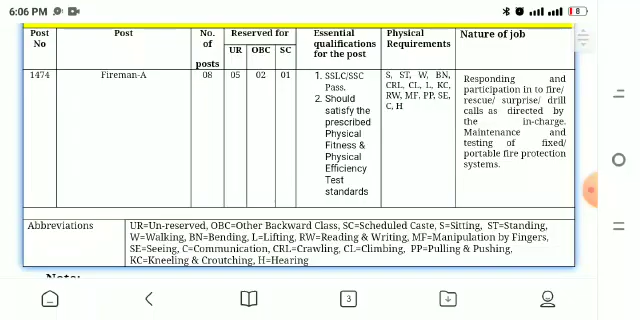 6:06 PM
8
Post No
Post
No. of posts
Reserved for
UR
OBC
SC
Essential qualifications for the post
Physical Requirements
Nature of job
1474
Fireman-A
08
05
02
01
1. SSLC/SSC
Pass.
2. Should
satisfy the
prescribed
Physical
Fitness &
Physical
Efficiency
Test
standards
S, ST, W, BN,
CRL, CL, L, KC,
RW, MF. PP, SE,
C, H
Responding and
participation in to fire/
rescue/ surprise/ drill
calls as directed by
the in-charge.
Maintenance and
testing of fixed/
portable fire protection
systems.
Abbreviations
UR=Un-reserved, OBC=Other Backward Class, SC=Scheduled Caste, S=Sitting, ST=Standing,
W=Walking, BN=Bending, L=Lifting, RW=Reading & Writing, MF=Manipulation by Fingers,
SE=Seeing, C=Communication, CRL=Crawling, CL=Climbing, PP=Pulling & Pushing,
KC=Kneeling & Croutching, H=Hearing
3